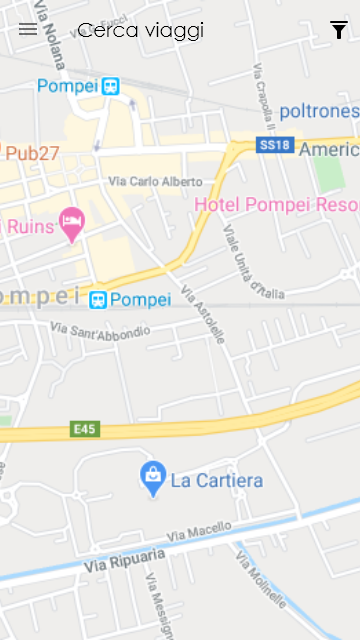 Via Nolana
Via Fucci
Cerca viaggi
Pompei
Via Crapolla II
poltrones
Pub27
SS18
Americ
Via Carlo Alberto
Hotel Pompei Resor
i Ruins
Viale Unità d'Italia
ompei
Pompei
Via Astolelle
Via Sant'Abbondio
E45
La Cartiera
Via Macello
Via Ripuaria
Via Molinelle
Via Messigno